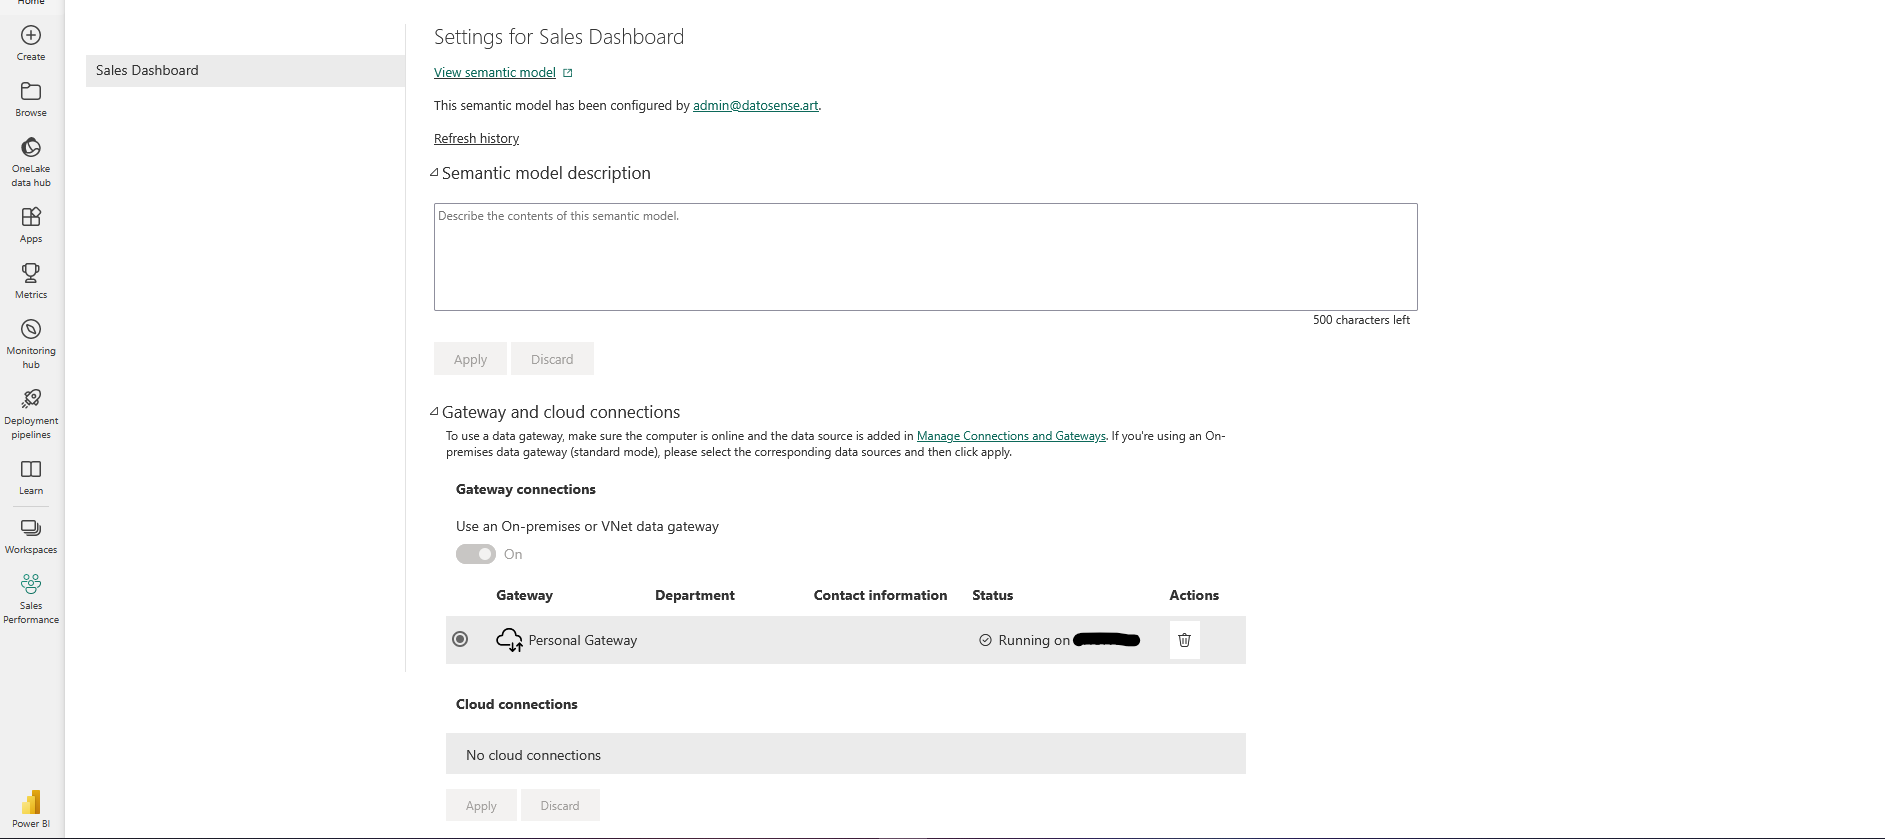 Home
Create
Browse
OneLake
data hub
Apps
Metrics
Monitoring
hub
Deployment
pipelines
Learn
Workspaces
Sales
Performance
Power BI
Sales Dashboard
Settings for Sales Dashboard
View semantic model
This semantic model has been configured by admin@datosense.art.
Refresh history
Semantic model description
Describe the contents of this semantic model.
500 characters left
Apply Discard
Gateway and cloud connections
To use a data gateway, make sure the computer is online and the data source is added in Manage Connections and Gateways. If you're using an On-
premises data gateway (standard mode), please select the corresponding data sources and then click apply.
Gateway connections
Use an On-premises or VNet data gateway
On
Gateway Department Contact information Status Actions
Personal Gateway Running on
Cloud connections
No cloud connections
Apply Discard